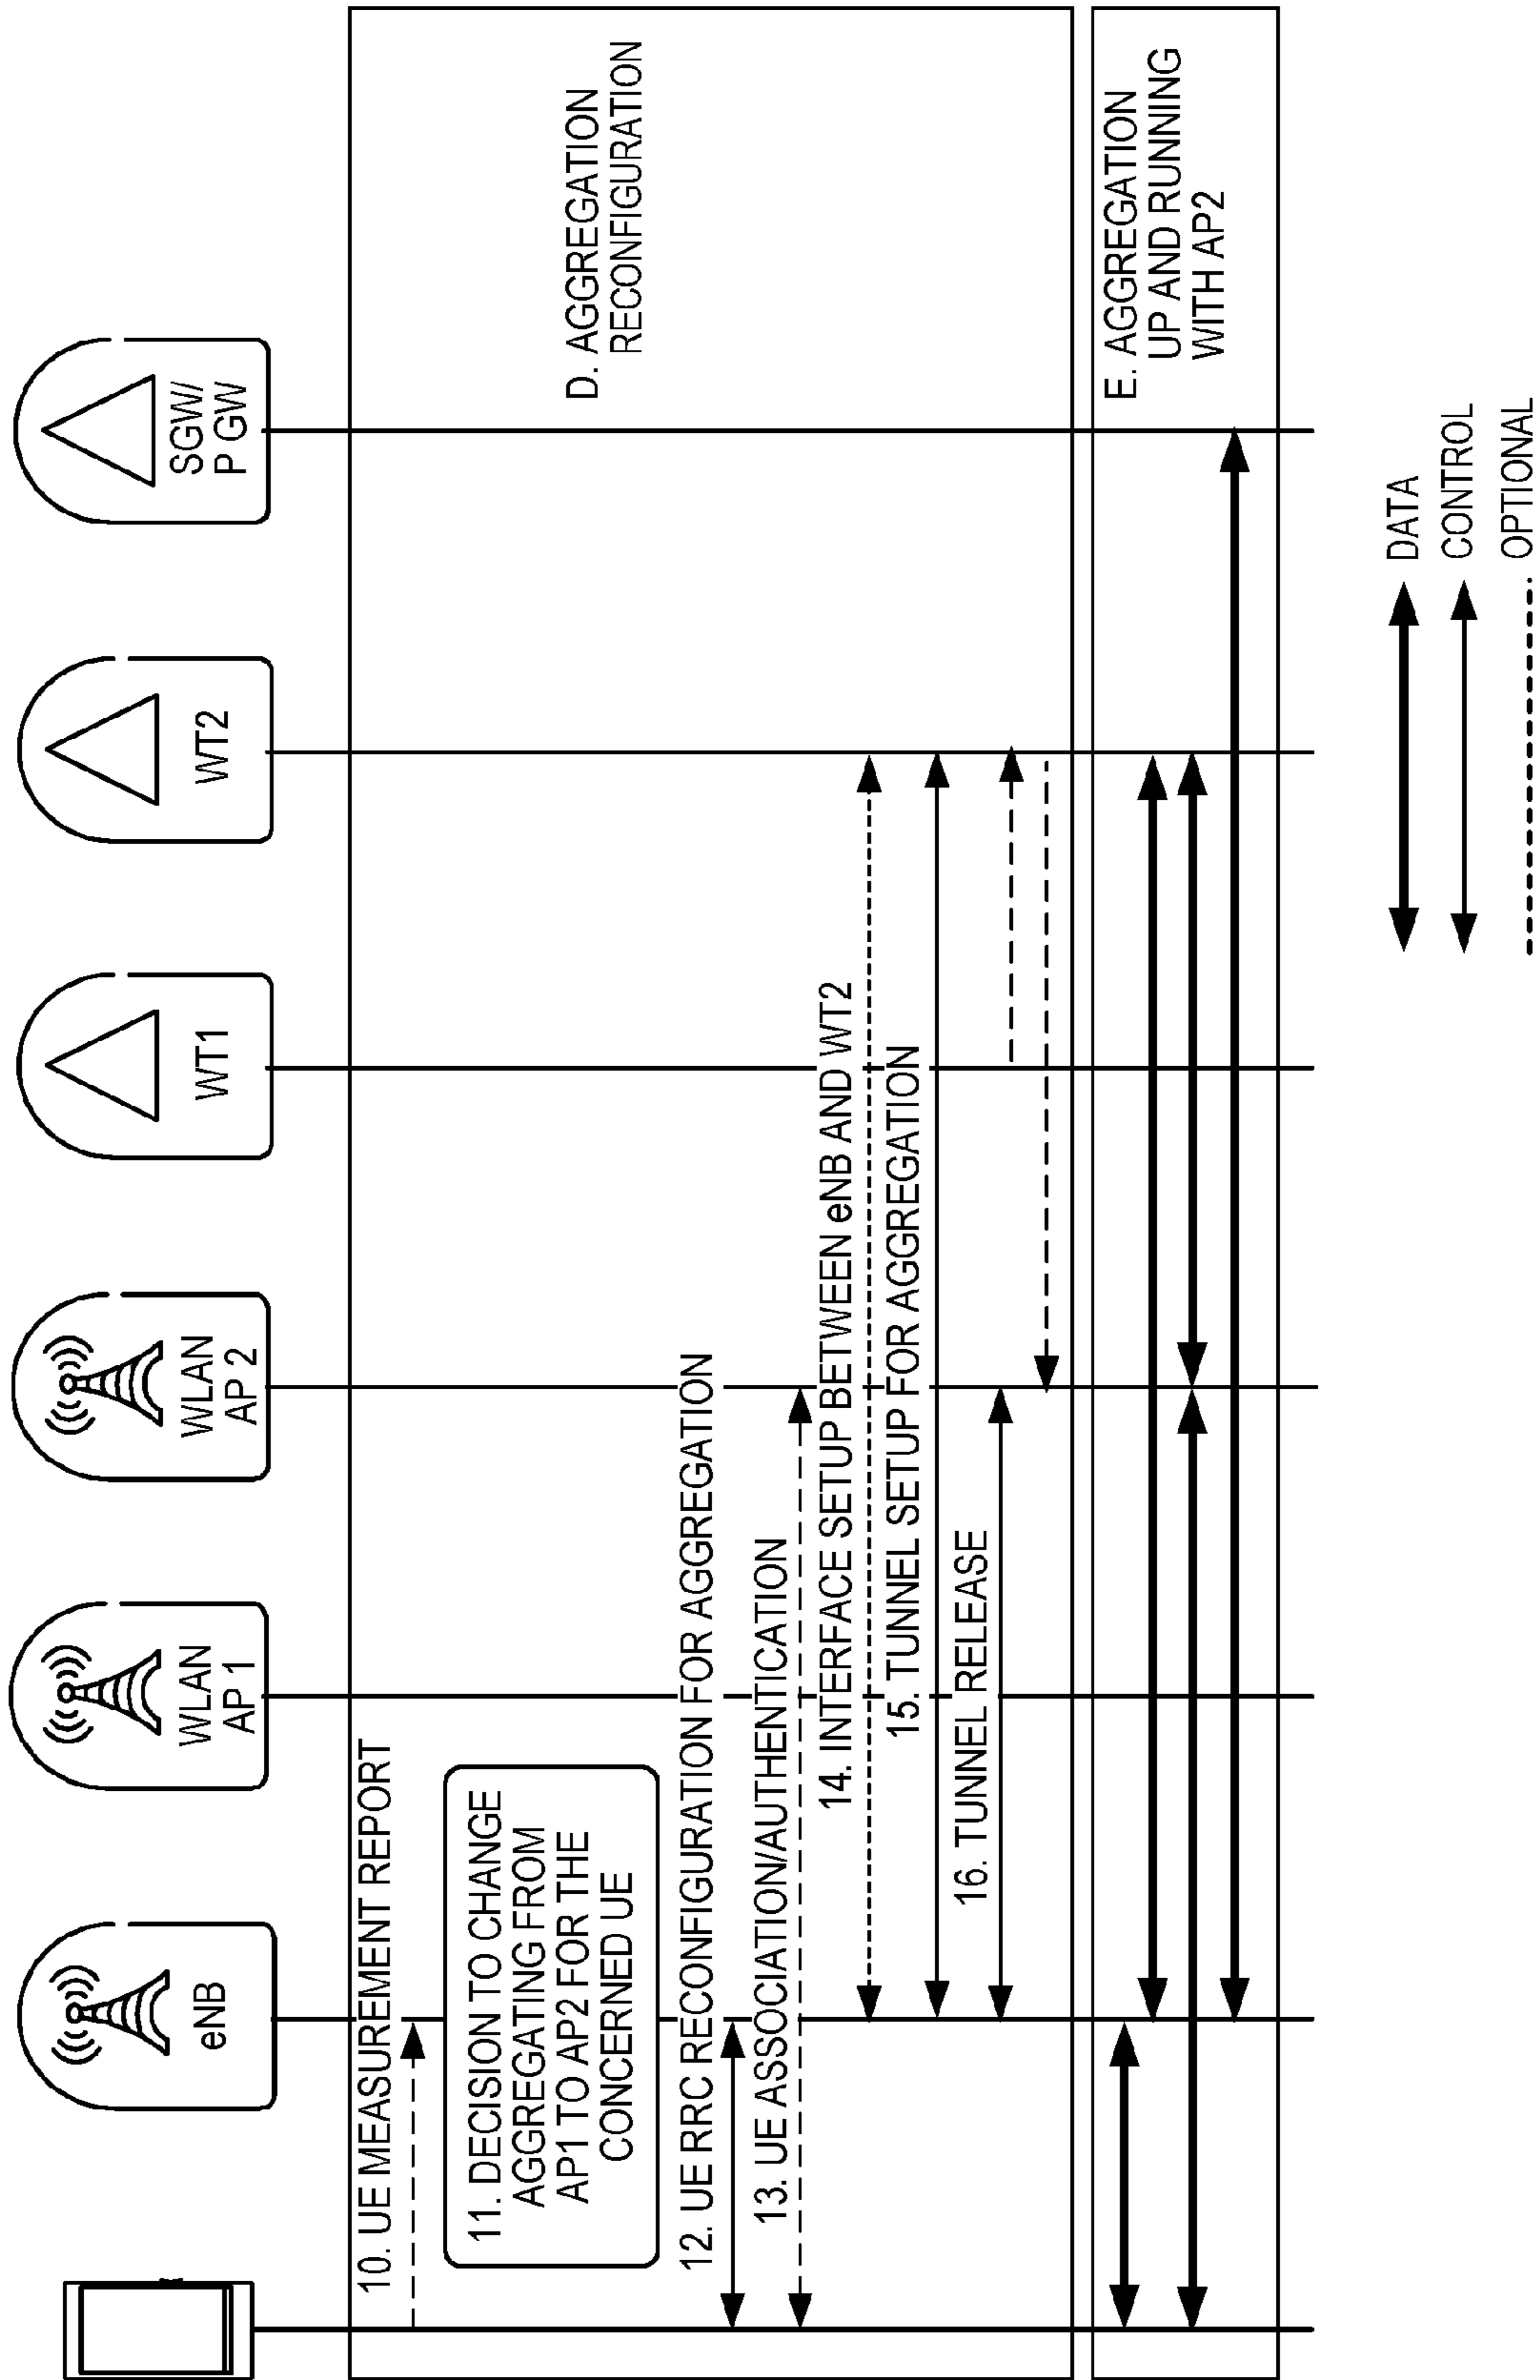 eNB
WLAN
AP 1
WLAN
AP 2
WT1
WT2
SGW/
P GW
10. UE MEASUREMENT REPORT
11. DECISION TO CHANGE
AGGREGATING FROM
AP1 TO AP2 FOR THE
CONCERNED UE
12. UE RRC RECONFIGURATION FOR AGGREGATION
13. UE ASSOCIATION/AUTHENTICATION
14. INTERFACE SETUP BETWEEN eNB AND WT2
15. TUNNEL SETUP FOR AGGREGATION
16. TUNNEL RELEASE
D. AGGREGATION
RECONFIGURATION
E. AGGREGATION
UP AND RUNNING
WITH AP2
DATA
CONTROL
OPTIONAL